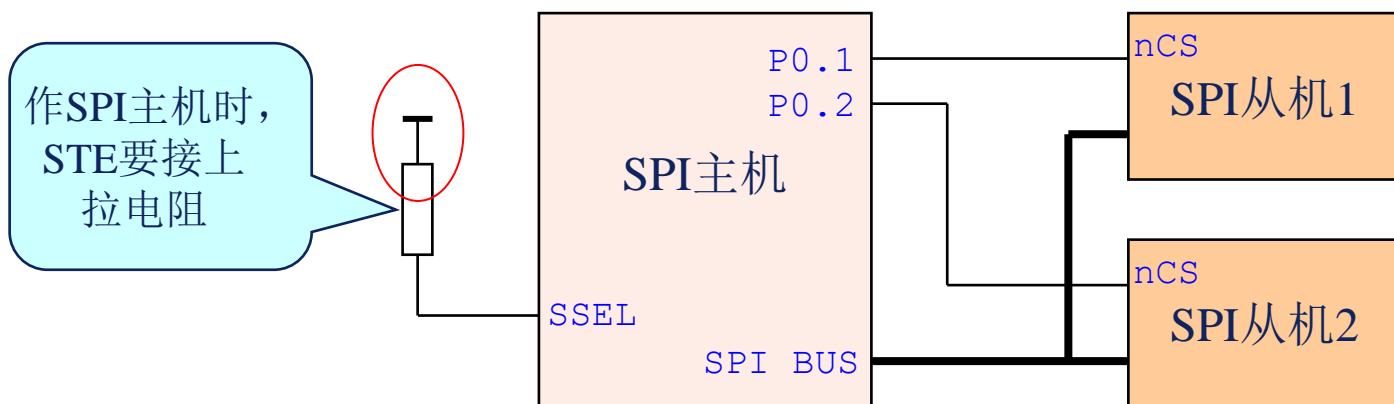 作SPI主机时，
STE要接上
拉电阻
SSEL
P0.1
P0.2
SPI主机
SPI BUS
nCS
SPI从机1
nCS
SPI从机2